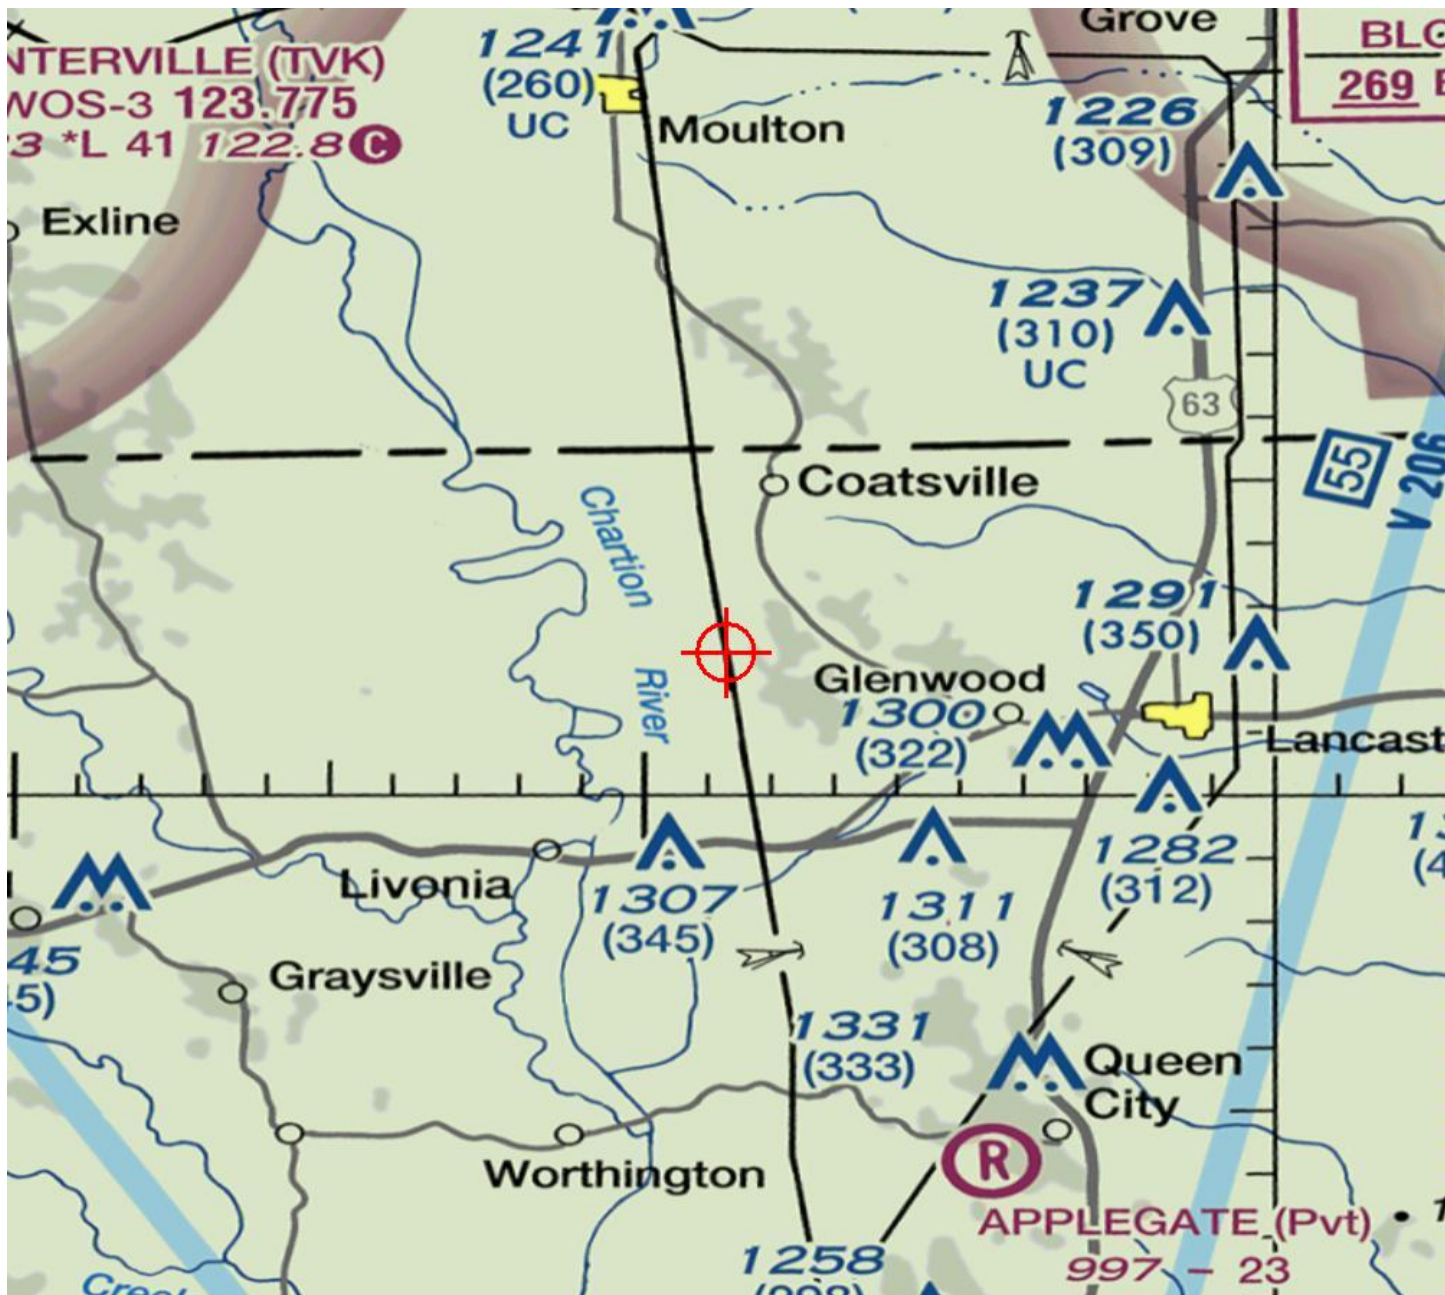 Grove
BLO
269
1241
(260)
UC
NTERVILLE (TVK)
WOS-3 123.775
3 *L 41 122.8 C
Moulton
1226
(309)
Exline
1237
(310)
UC
63
55
V 206
Coatsville
Chartion
River
1291
(350)
Glenwood
1300
(322)
Lancast
1282
(312)
Livonia
1307
(345)
1311
(308)
45
5)
Graysville
1331
(333)
Queen
City
R
Worthington
APPLEGATE (Pvt)
997 - 23
1258